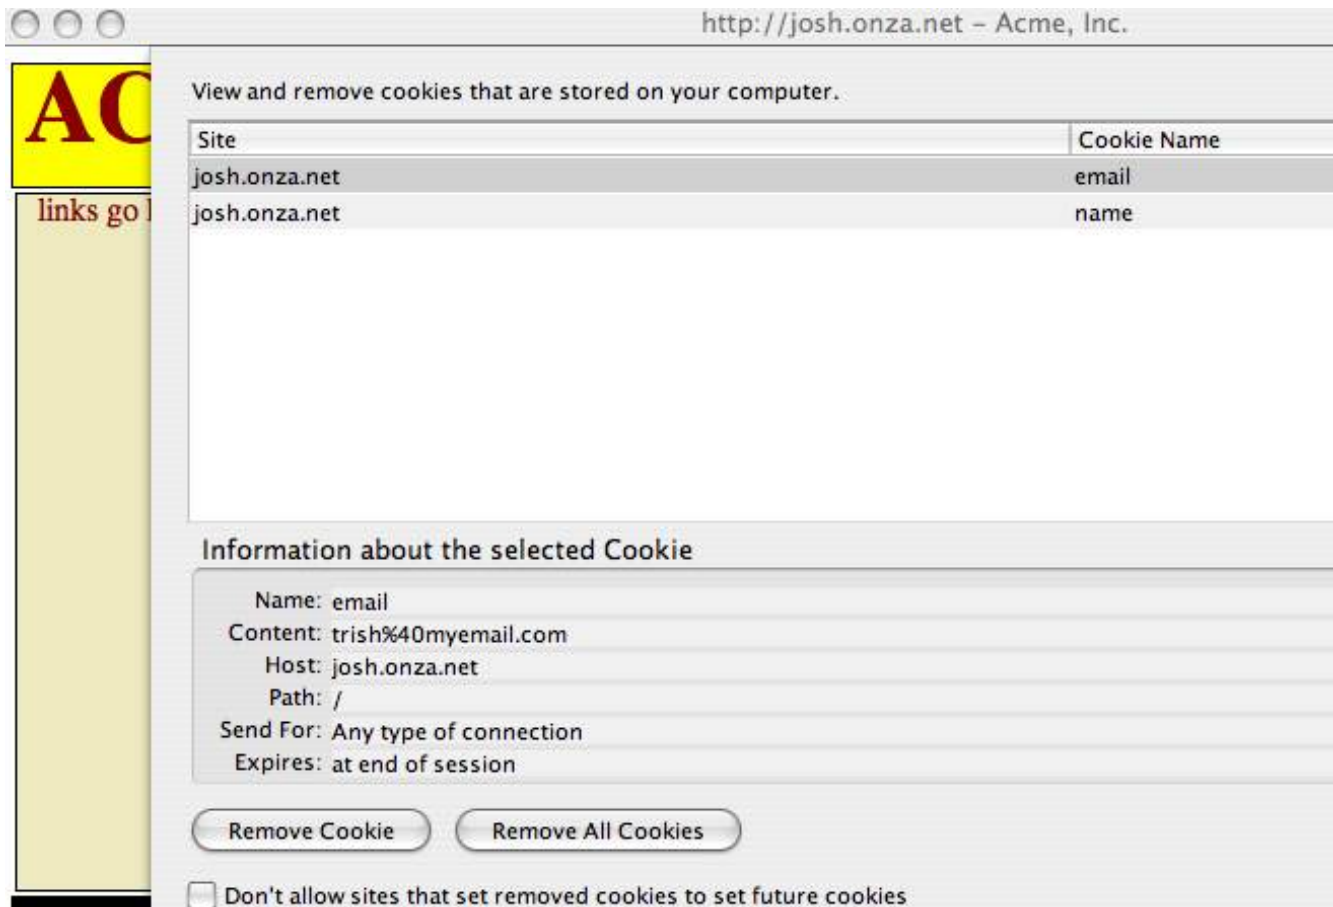 http://josh.onza.net – Acme, Inc.
AC
links go
View and remove cookies that are stored on your computer.
Site Cookie Name
josh.onza.net email
josh.onza.net name
Information about the selected Cookie
Name: email
Content: trish%40myemail.com
Host: josh.onza.net
Path: /
Send For: Any type of connection
Expires: at end of session
Remove Cookie Remove All Cookies
Don't allow sites that set removed cookies to set future cookies